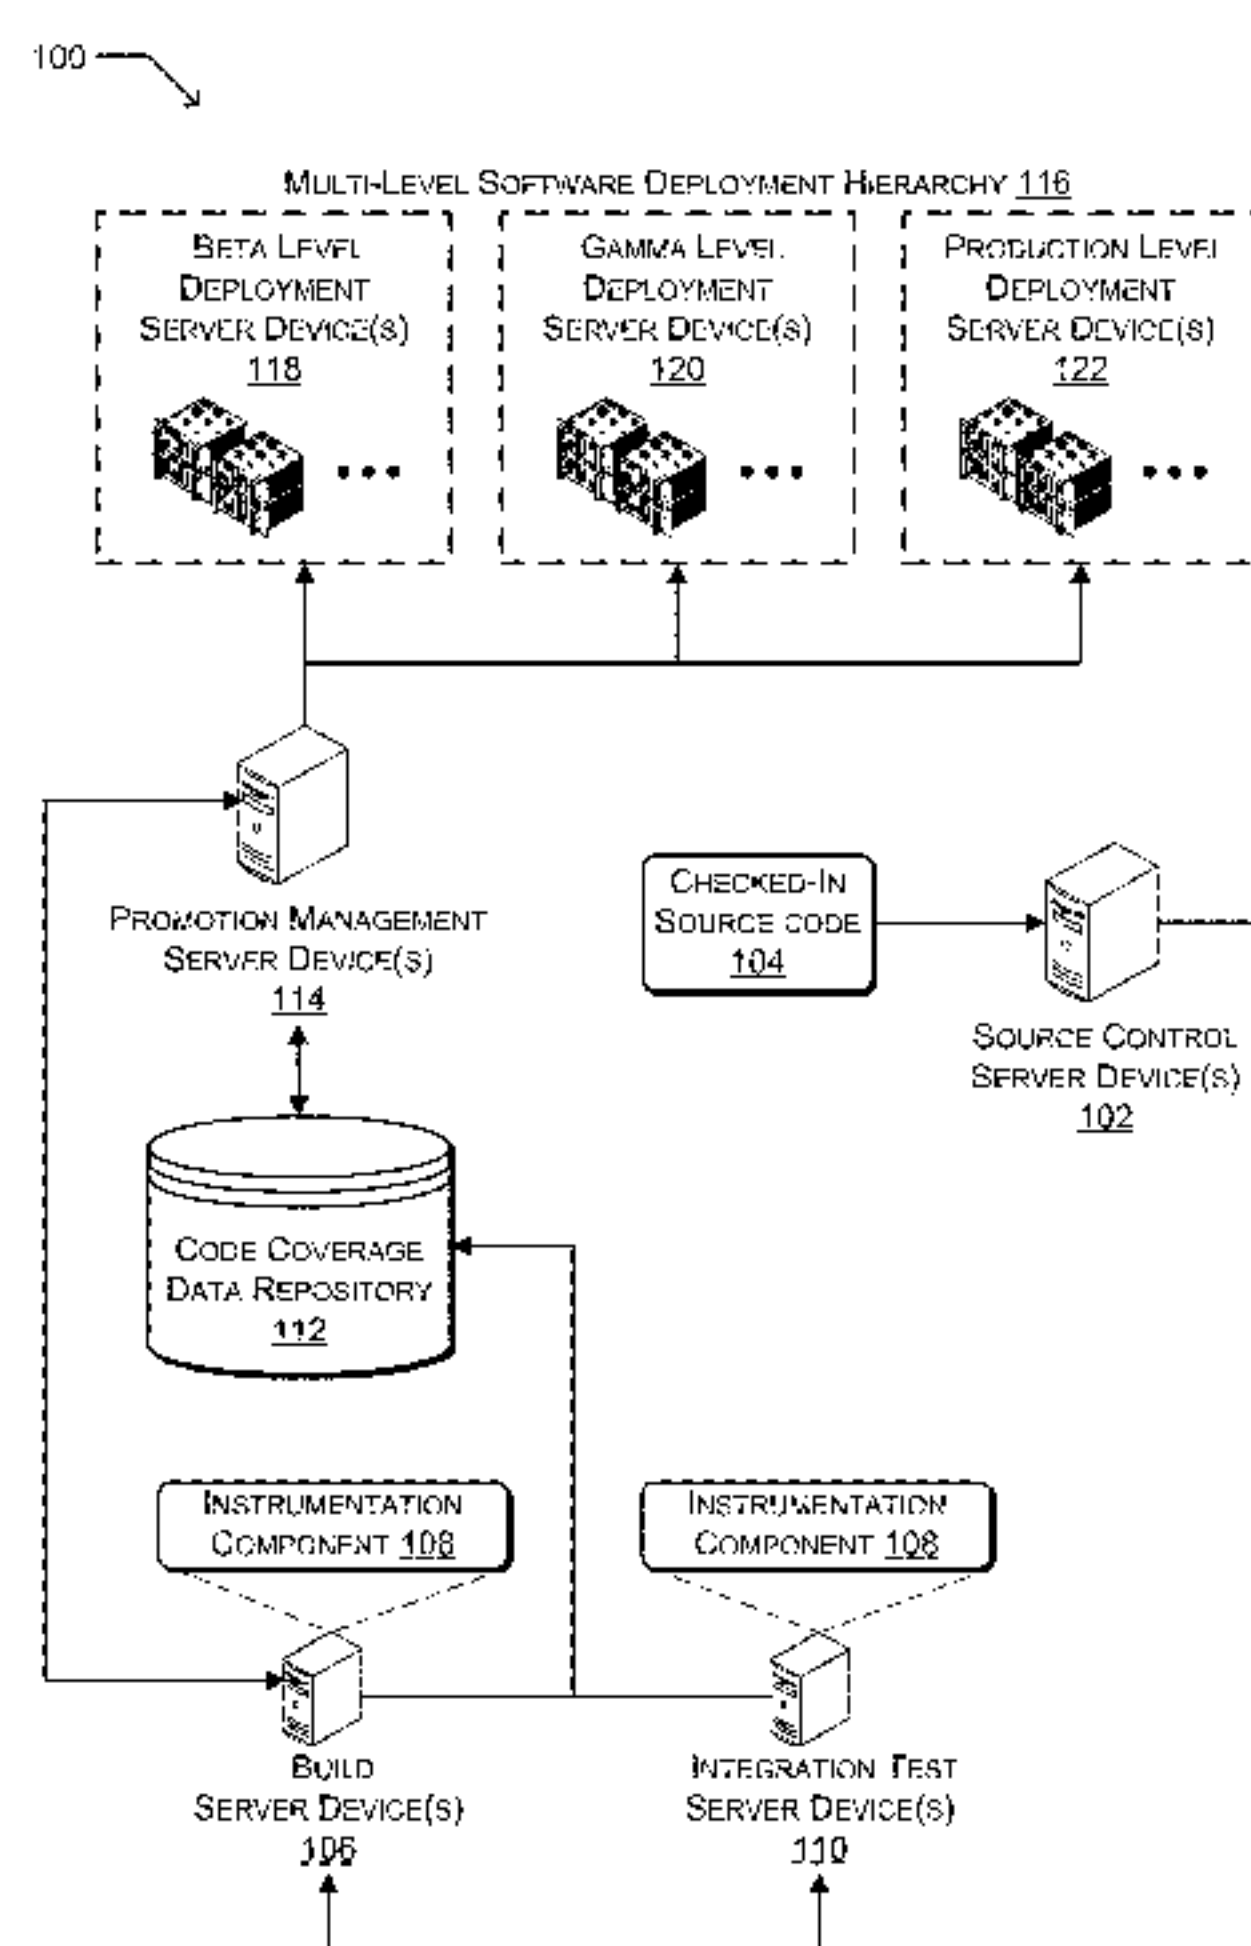 100
MULTI-LEVEL SOFTWARE DEPLOYMENT HIERARCHY 116
BETA LEVEL
DEPLOYMENT
SERVER DEVICE(S)
118
GAMMA LEVEL
DEPLOYMENT
SERVER DEVICE(S)
120
PRODUCTION LEVEL
DEPLOYMENT
SERVER DEVICE(S)
122
PROMOTION MANAGEMENT
SERVER DEVICE(S)
114
CHECKED-IN
SOURCE CODE
104
SOURCE CONTROL
SERVER DEVICE(S)
102
CODE COVERAGE
DATA REPOSITORY
112
INSTRUMENTATION
COMPONENT 108
INSTRUMENTATION
COMPONENT 108
BUILD
SERVER DEVICE(S)
106
INTEGRATION TEST
SERVER DEVICE(S)
110